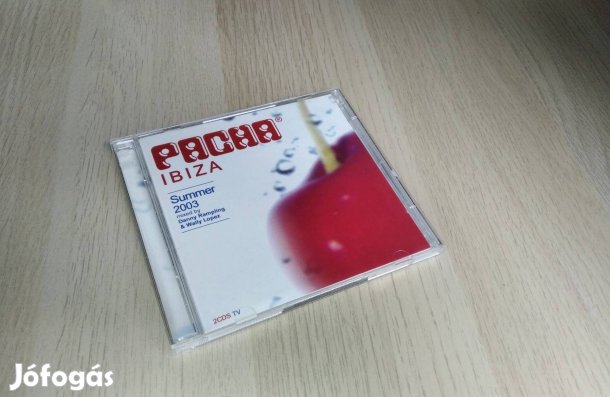 PACHA®
IBIZA
Summer
2003
mixed by
Danny Rampling
& Wally Lopez
2CDS TV
Jófogás